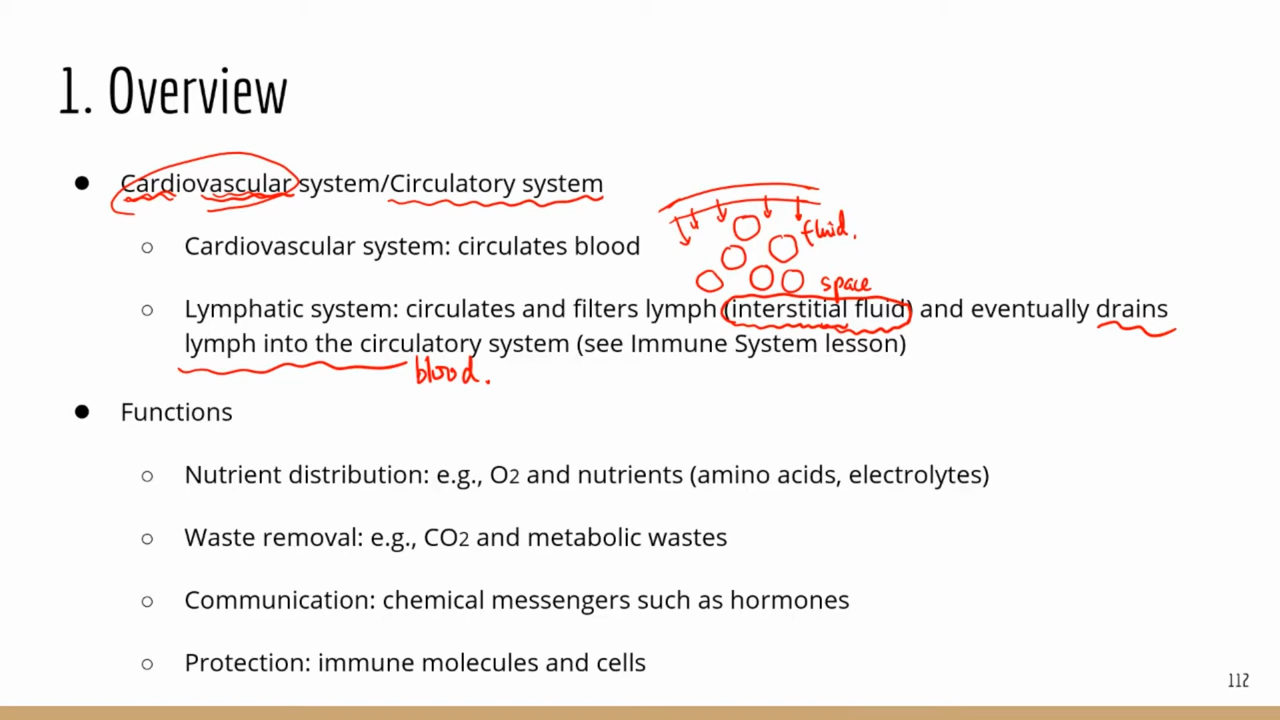 1. Overview
● Cardiovascular system/Circulatory system
○ Cardiovascular system: circulates blood
fluid.
space
○ Lymphatic system: circulates and filters lymph (interstitial fluid) and eventually drains
lymph into the circulatory system (see Immune System lesson)
blood.
● Functions
○ Nutrient distribution: e.g., O2 and nutrients (amino acids, electrolytes)
○ Waste removal: e.g., CO2 and metabolic wastes
○ Communication: chemical messengers such as hormones
○ Protection: immune molecules and cells
112